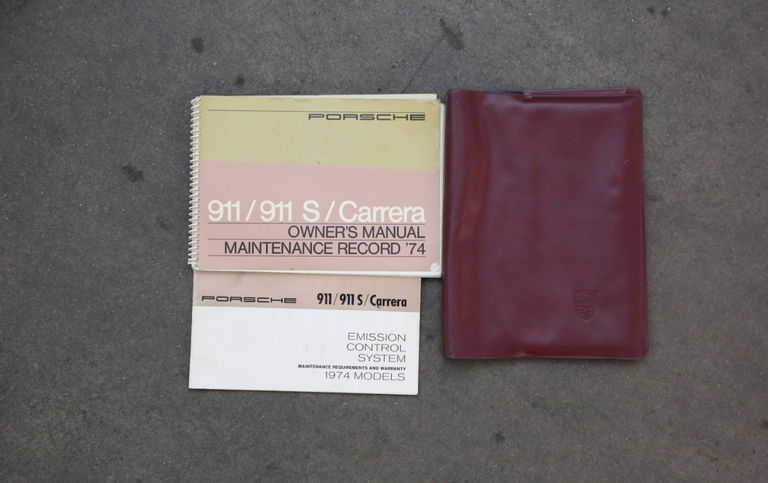 PORSCHE
911/911 S/Carrera
OWNER'S MANUAL
MAINTENANCE RECORD '74
PORSCHE 911/911 S/Carrera
EMISSION
CONTROL
SYSTEM
MAINTENANCE REQUIREMENTS AND WARRANTY
1974 MODELS